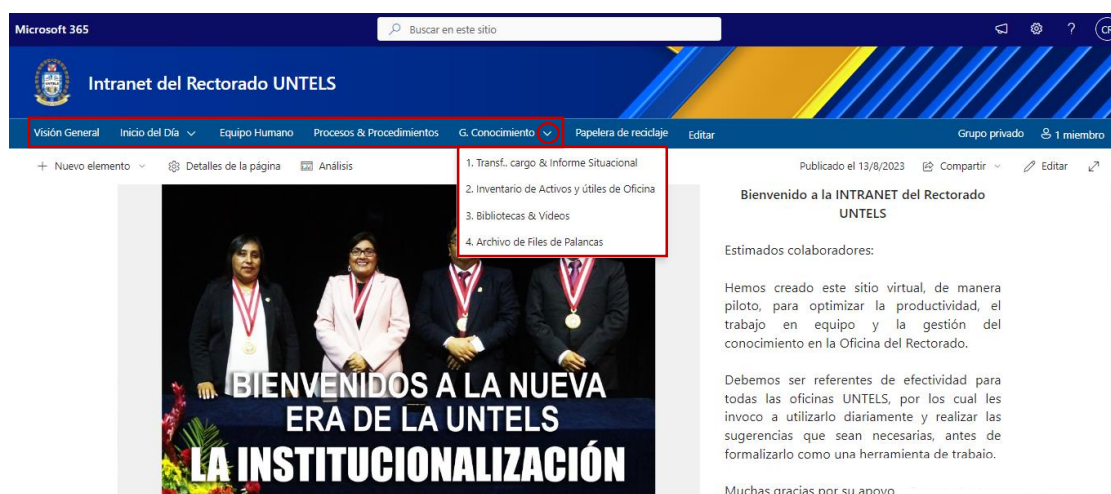 Microsoft 365
Buscar en este sitio
?
CR
UNTELS
Intranet del Rectorado UNTELS
Visión General Inicio del Día Equipo Humano Procesos & Procedimientos G. Conocimiento Papelera de reciclaje Editar Grupo privado 1 miembro
+ Nuevo elemento Detalles de la página Análisis Publicado el 13/8/2023 Compartir Editar
1. Transf.. cargo & Informe Situacional
2. Inventario de Activos y útiles de Oficina
3. Bibliotecas & Videos
4. Archivo de Files de Palancas
BIENVENIDOS A LA NUEVA
ERA DE LA UNTELS
LA INSTITUCIONALIZACIÓN
Bienvenido a la INTRANET del Rectorado
UNTELS
Estimados colaboradores:
Hemos creado este sitio virtual, de manera
piloto, para optimizar la productividad, el
trabajo en equipo y la gestión del
conocimiento en la Oficina del Rectorado.
Debemos ser referentes de efectividad para
todas las oficinas UNTELS, por los cual les
invoco a utilizarlo diariamente y realizar las
sugerencias que sean necesarias, antes de
formalizarlo como una herramienta de trabajo.
Muchas gracias por su apoyo